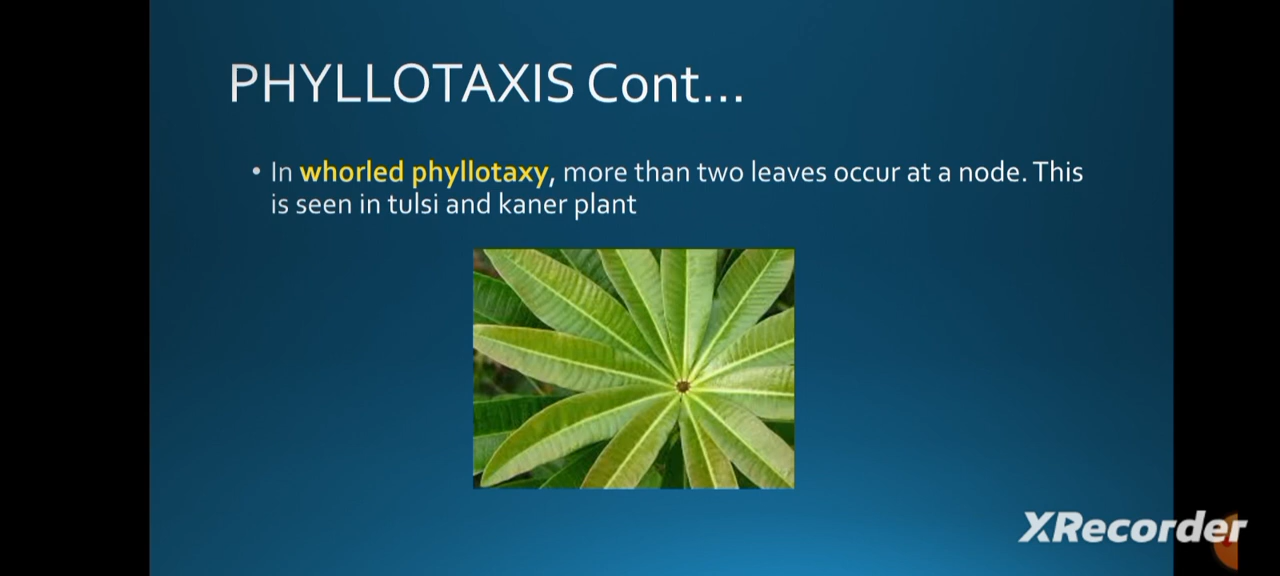 PHYLLOTAXIS Cont...
• In whorled phyllotaxy, more than two leaves occur at a node. This
is seen in tulsi and kaner plant
XRecorder